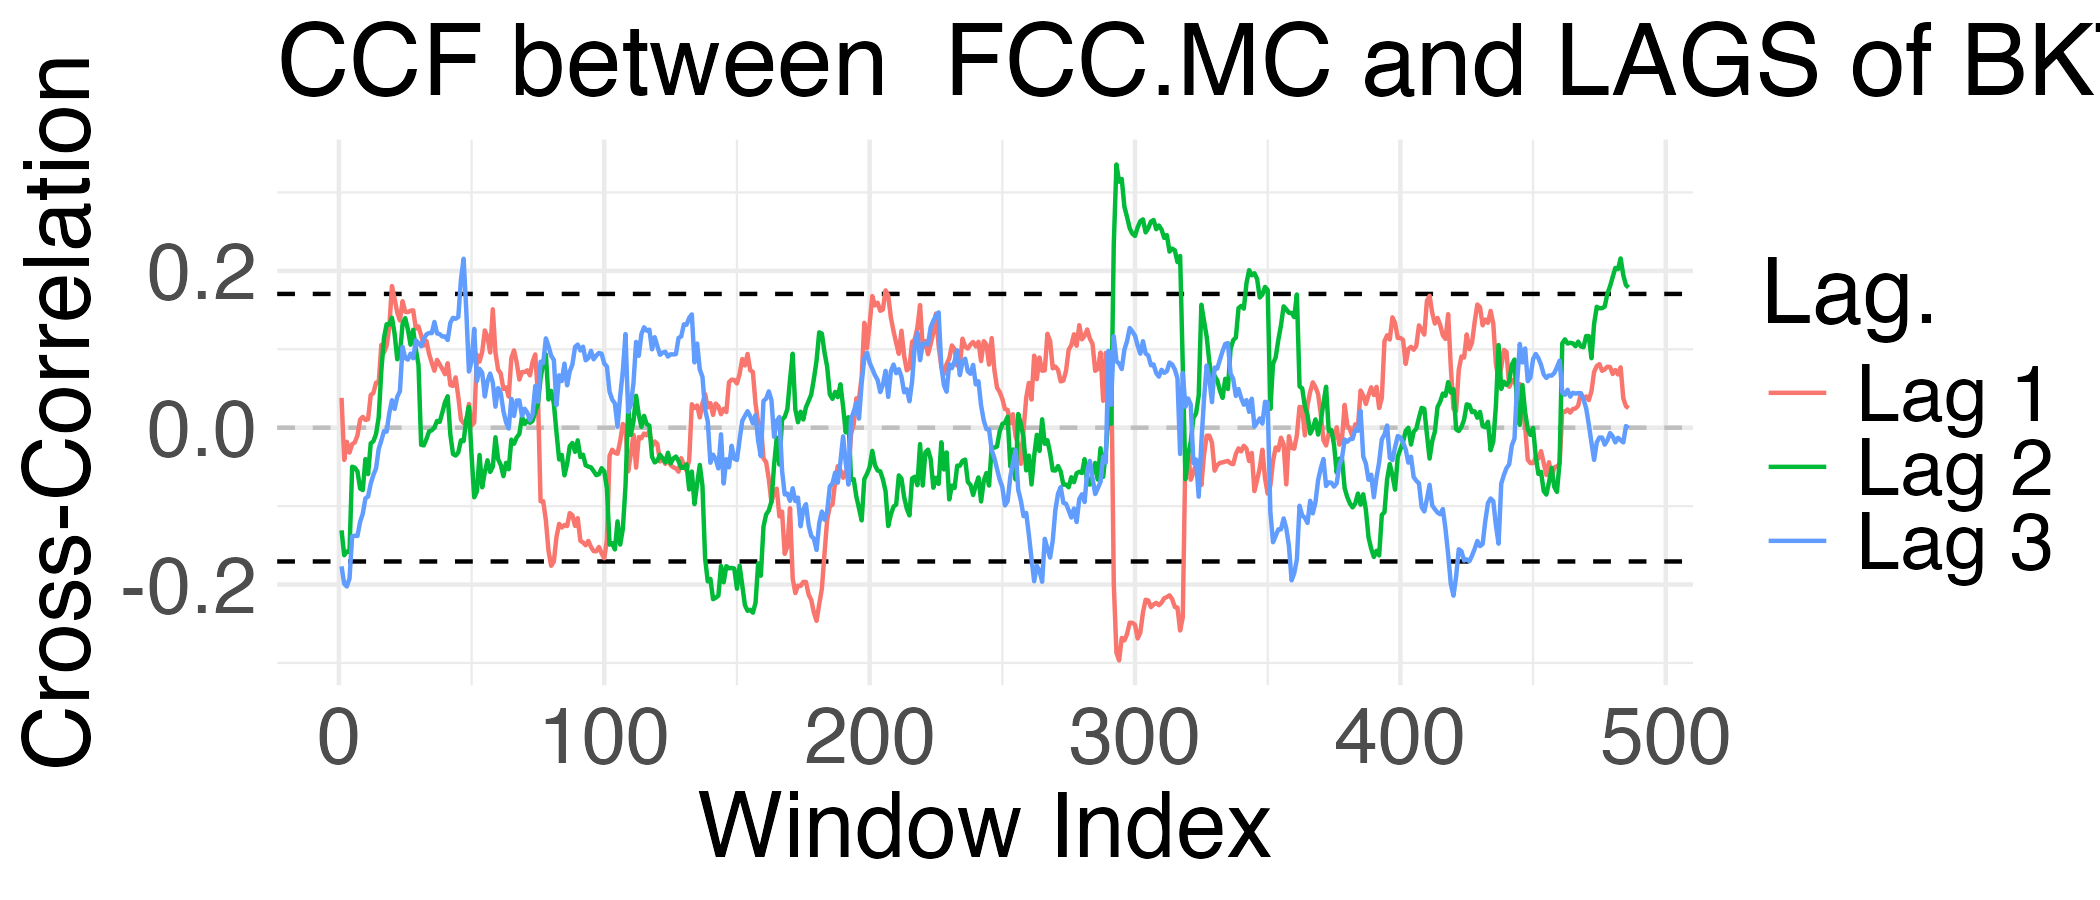 CCF between  FCC.MC and LAGS of BK
Cross-Correlation
0.2
0.0
-0.2
0
100
200
300
400
500
Window Index
Lag.
Lag 1
Lag 2
Lag 3